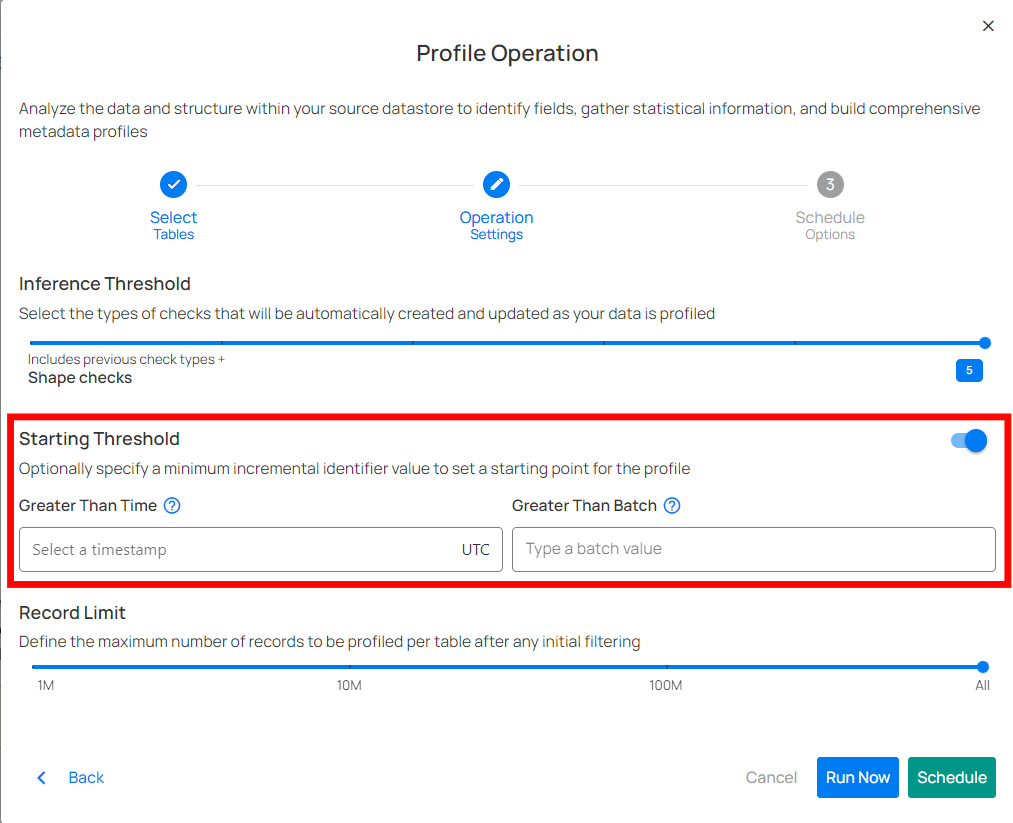 Profile Operation
Analyze the data and structure within your source datastore to identify fields, gather statistical information, and build comprehensive
metadata profiles
3
Select
Tables
Operation
Settings
Schedule
Options
Inference Threshold
Select the types of checks that will be automatically created and updated as your data is profiled
Includes previous check types +
Shape checks
5
Starting Threshold
Optionally specify a minimum incremental identifier value to set a starting point for the profile
Greater Than Time ?
Greater Than Batch ?
Select a timestamp UTC
Type a batch value
Record Limit
Define the maximum number of records to be profiled per table after any initial filtering
1M 10M 100M All
Back Cancel Run Now Schedule